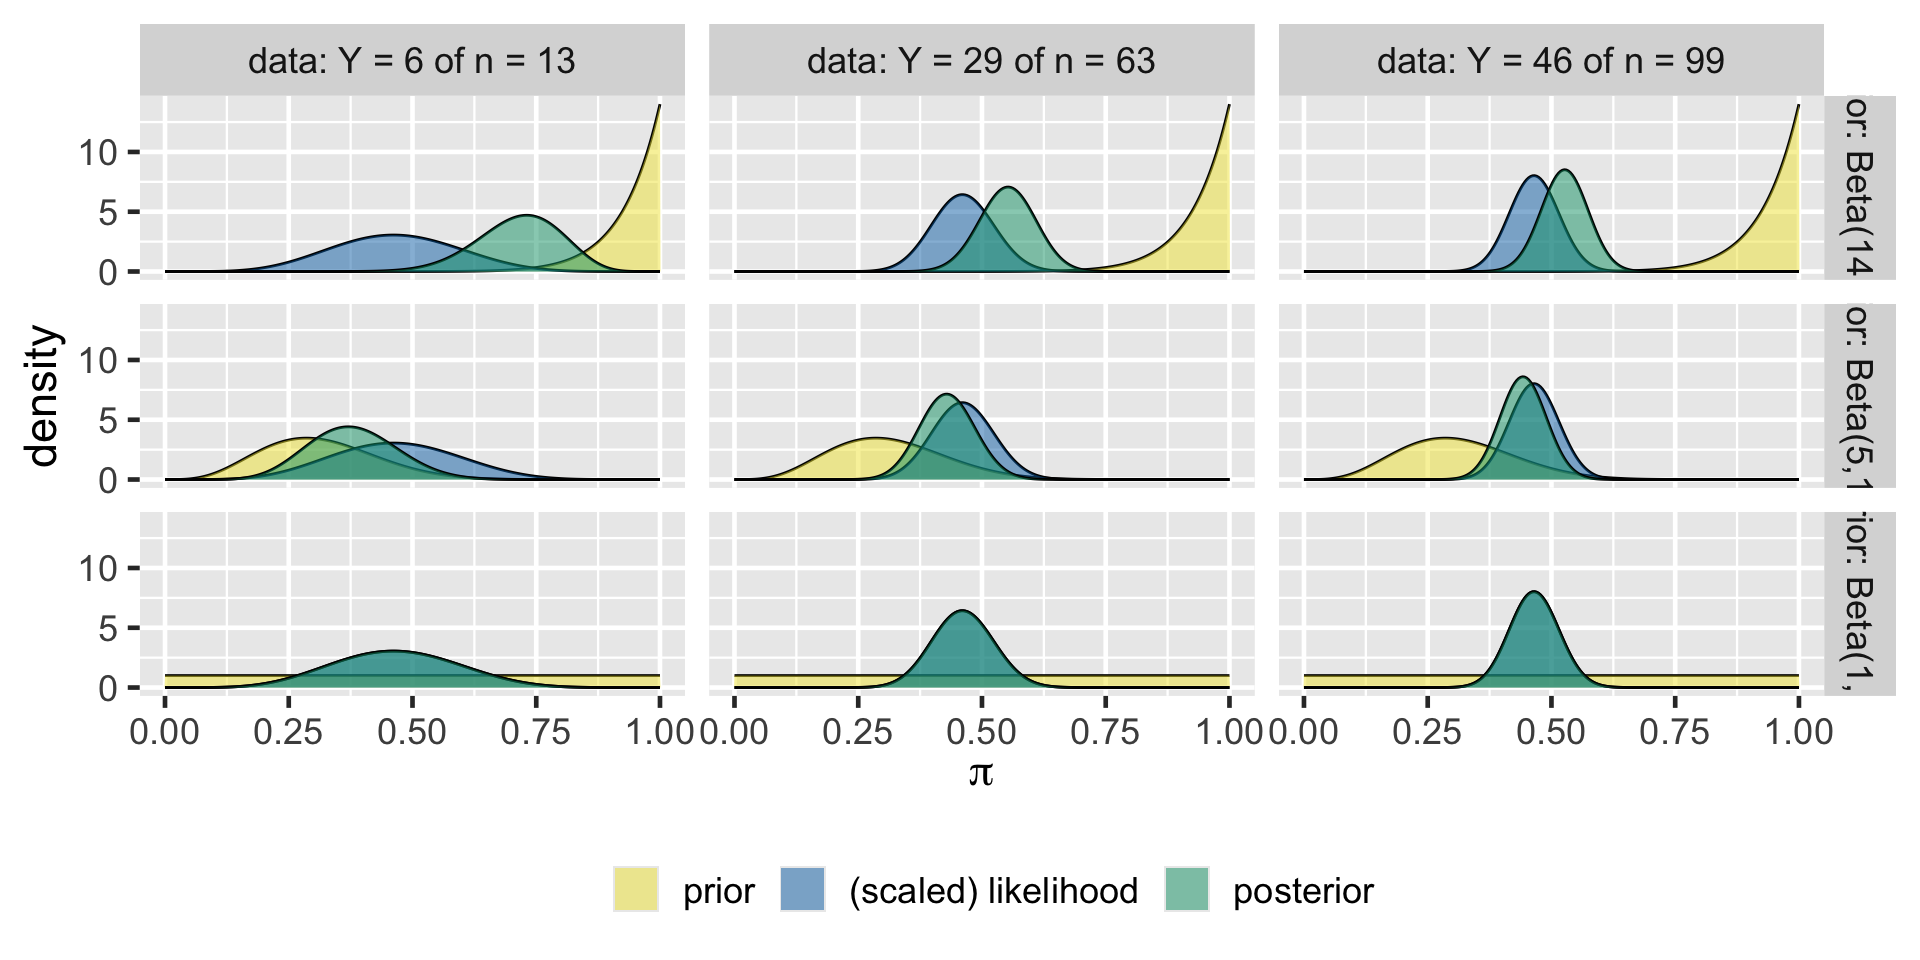 data: Y = 6 of n = 13
data: Y = 29 of n = 63
data: Y = 46 of n = 99
10
5
0
or: Beta(14
10
5
0
or: Beta(5, 1
10
5
0
ior: Beta(1,
density
0.00 0.25 0.50 0.75 1.00
0.00 0.25 0.50 0.75 1.00
0.00 0.25 0.50 0.75 1.00
π
prior (scaled) likelihood posterior